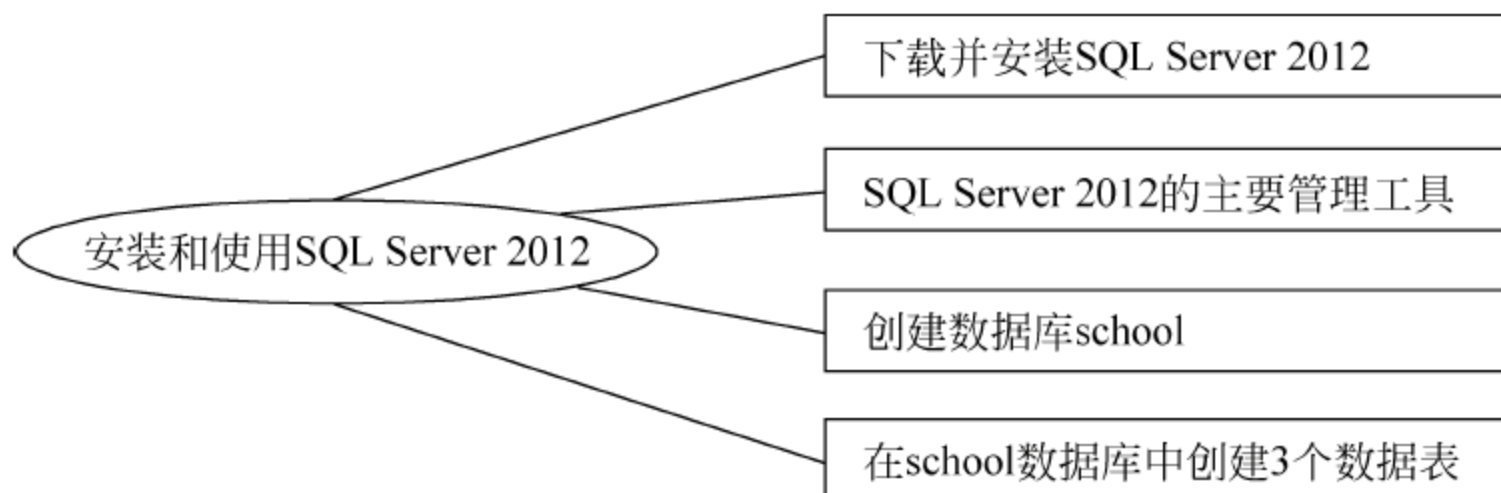 下载并安装SQL Server 2012
SQL Server 2012的主要管理工具
安装和使用SQL Server 2012
创建数据库school
在school数据库中创建3个数据表